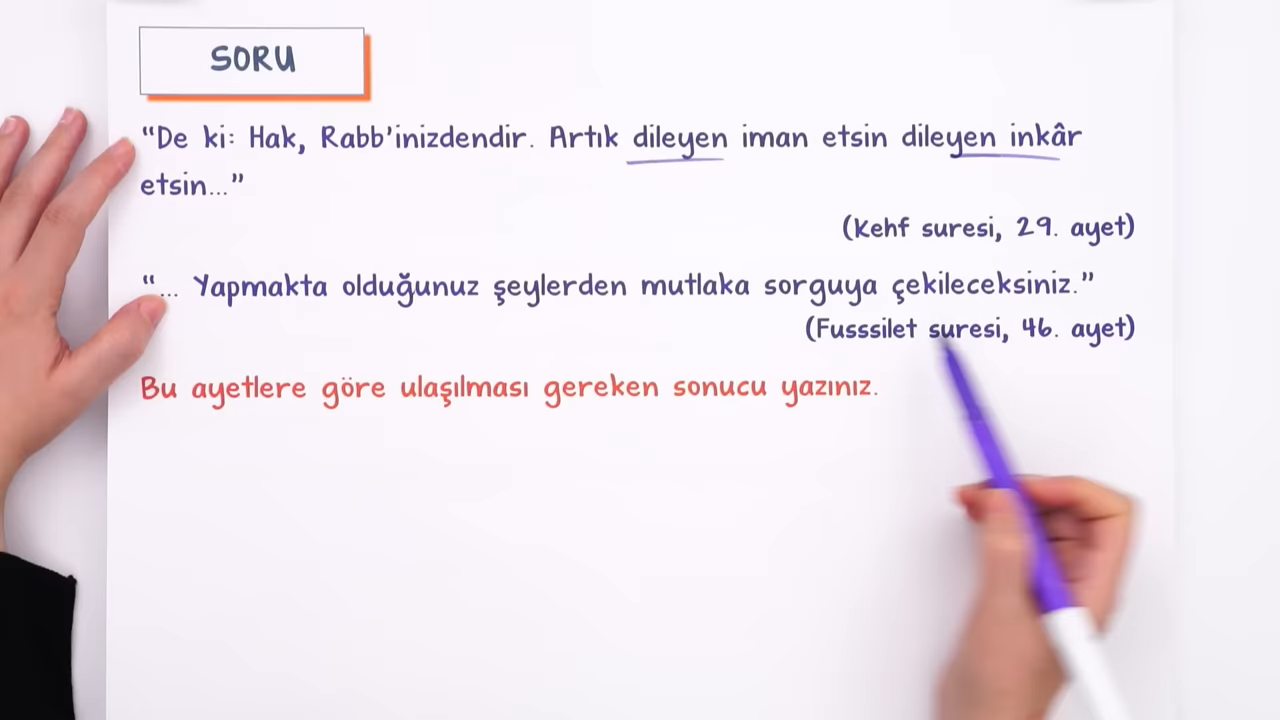 SORU
“De ki: Hak, Rabb’inizdendir. Artık dileyen iman etsin dileyen inkâr
etsin...”
(Kehf suresi, 29. ayet)
“... Yapmakta olduğunuz şeylerden mutlaka sorguya çekileceksiniz.”
(Fusssilet suresi, 46. ayet)
Bu ayetlere göre ulaşılması gereken sonucu yazınız.